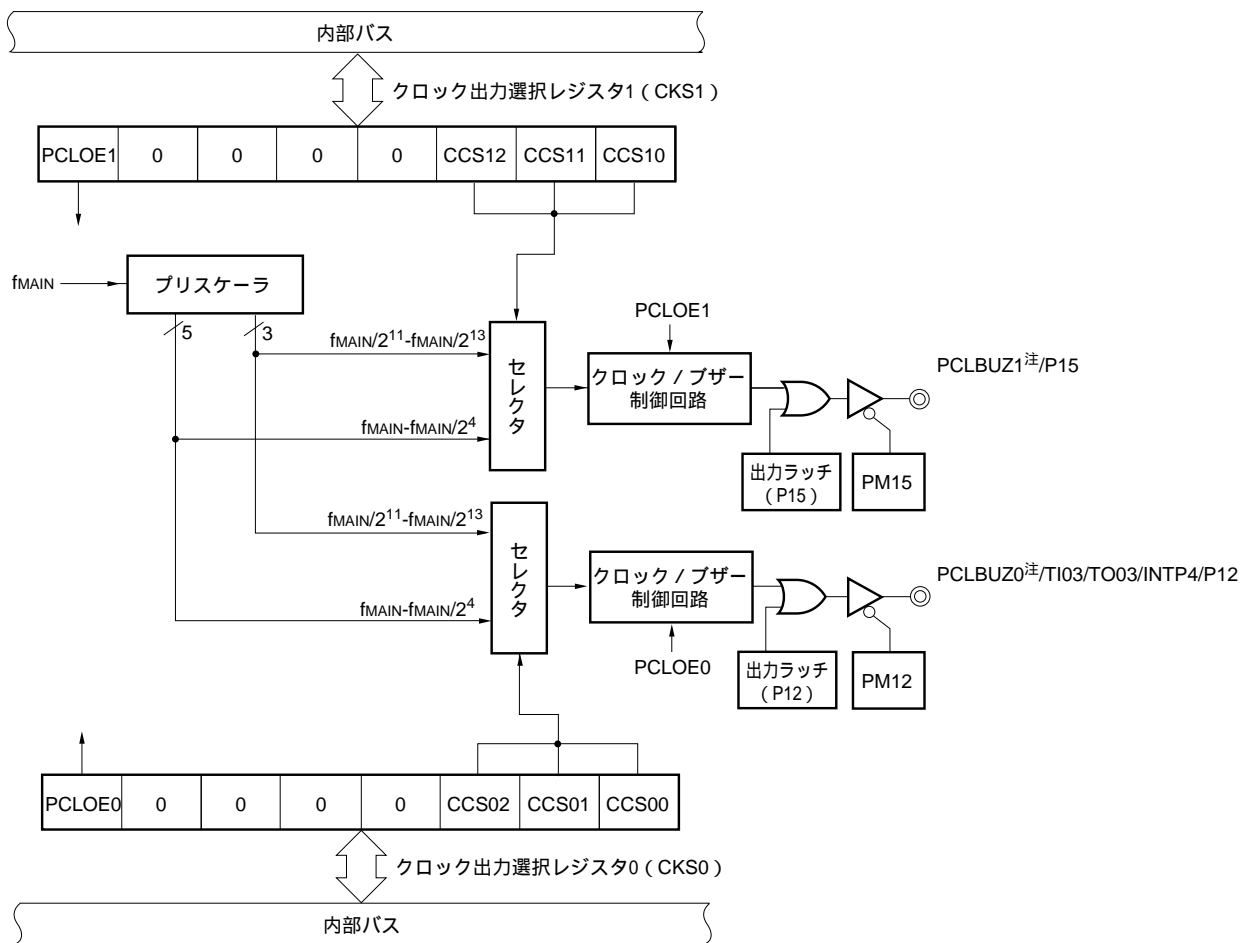 内部バス
クロック出力選択レジスタ1（CKS1）
PCLOE1 0 0 0 0 CCS12 CCS11 CCS10
fMAIN
プリスケーラ
5 3
PCLOE1
fMAIN/2¹¹-fMAIN/2¹³
セレクタ
クロック／ブザー
制御回路
PCLBUZ1注/P15
fMAIN-fMAIN/2⁴
出力ラッチ
（P15）
PM15
fMAIN/2¹¹-fMAIN/2¹³
セレクタ
クロック／ブザー
制御回路
PCLBUZ0注/TI03/TO03/INTP4/P12
fMAIN-fMAIN/2⁴
PCLOE0
出力ラッチ
（P12）
PM12
PCLOE0 0 0 0 0 CCS02 CCS01 CCS00
クロック出力選択レジスタ0（CKS0）
内部バス